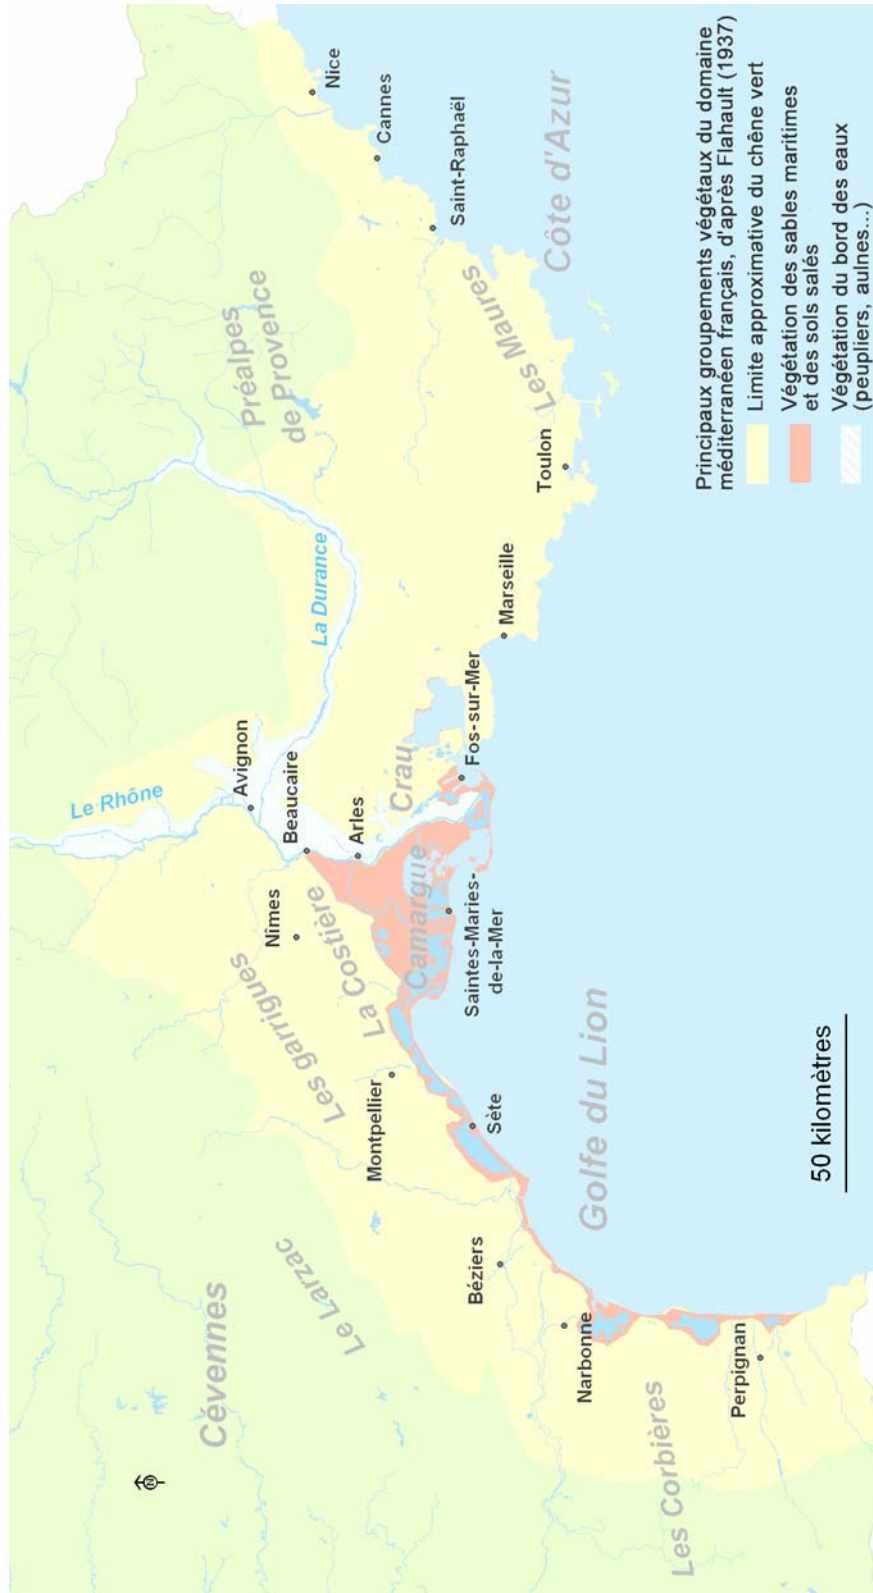 Nice
Cannes
Saint-Raphaël
Côte d'Azur
Préalpes
de Provence
Les Maures
Toulon
La Durance
Marseille
Le Rhône
Avignon
Beaucaire
Arles
Crau
Fos-sur-Mer
Nîmes
La Costière
Camargue
Saintes-Maries-
de-la-Mer
Les garrigues
Montpellier
Sète
Golfe du Lion
Le Larzac
Cévennes
Béziers
Narbonne
Perpignan
Les Corbières
N
50 kilomètres
Principaux groupements végétaux du domaine
méditerranéen français, d'après Flahault (1937)
Limite approximative du chêne vert
Végétation des sables maritimes
et des sols salés
Végétation du bord des eaux
(peupliers, aulnes...)